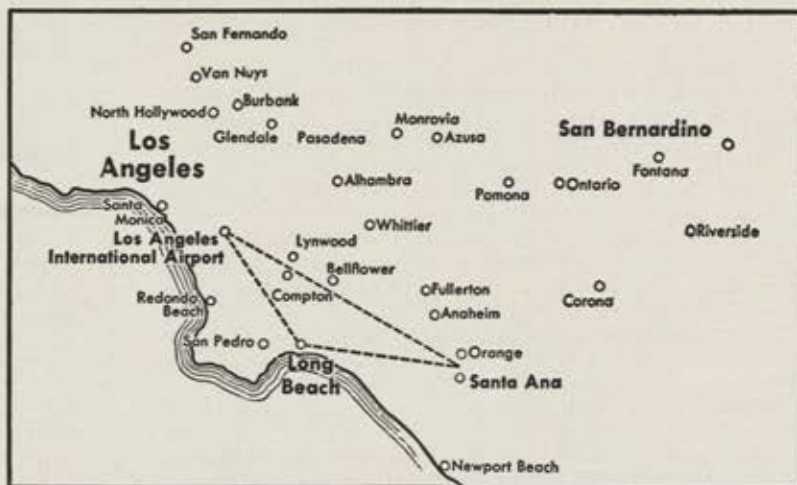 San Fernando
Van Nuys
Burbank
North Hollywood
Glendale
Pasadena
Monrovia
Azusa
San Bernardino
Los
Angeles
Fontana
Alhambra
Pomona
Ontario
Santa
Monica
Whittier
Riverside
Los Angeles
International Airport
Lynwood
Bellflower
Compton
Redondo
Beach
Fullerton
Corona
Anaheim
San Pedro
Long
Beach
Orange
Santa Ana
Newport Beach